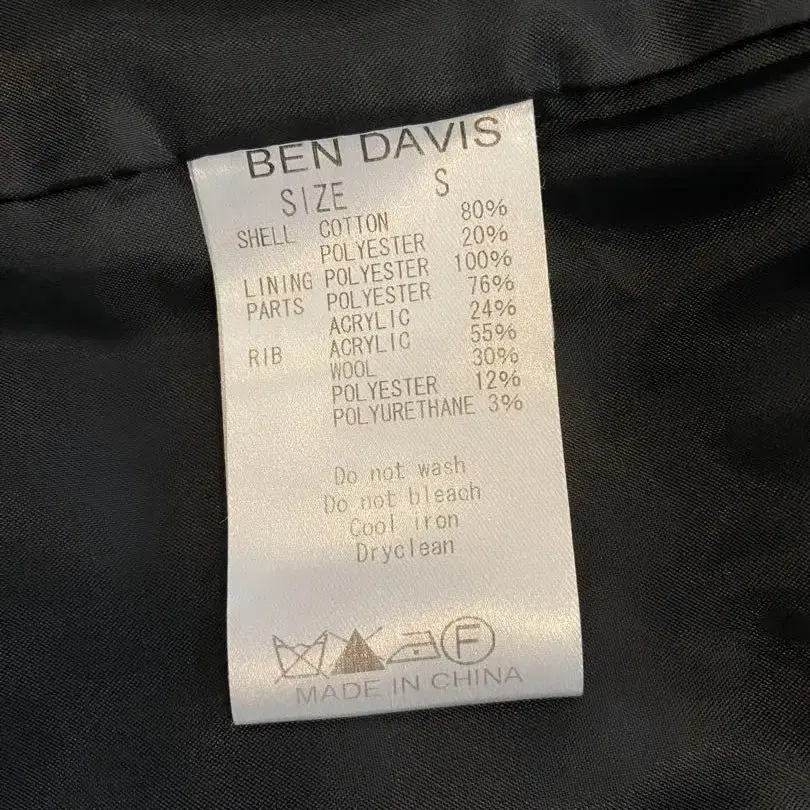 BEN DAVIS
SIZE S
SHELL COTTON 80%
POLYESTER 20%
LINING POLYESTER 100%
PARTS POLYESTER 76%
ACRYLIC 24%
RIB ACRYLIC 55%
WOOL 30%
POLYESTER 12%
POLYURETHANE 3%
Do not wash
Do not bleach
Cool iron
Dryclean
F
MADE IN CHINA